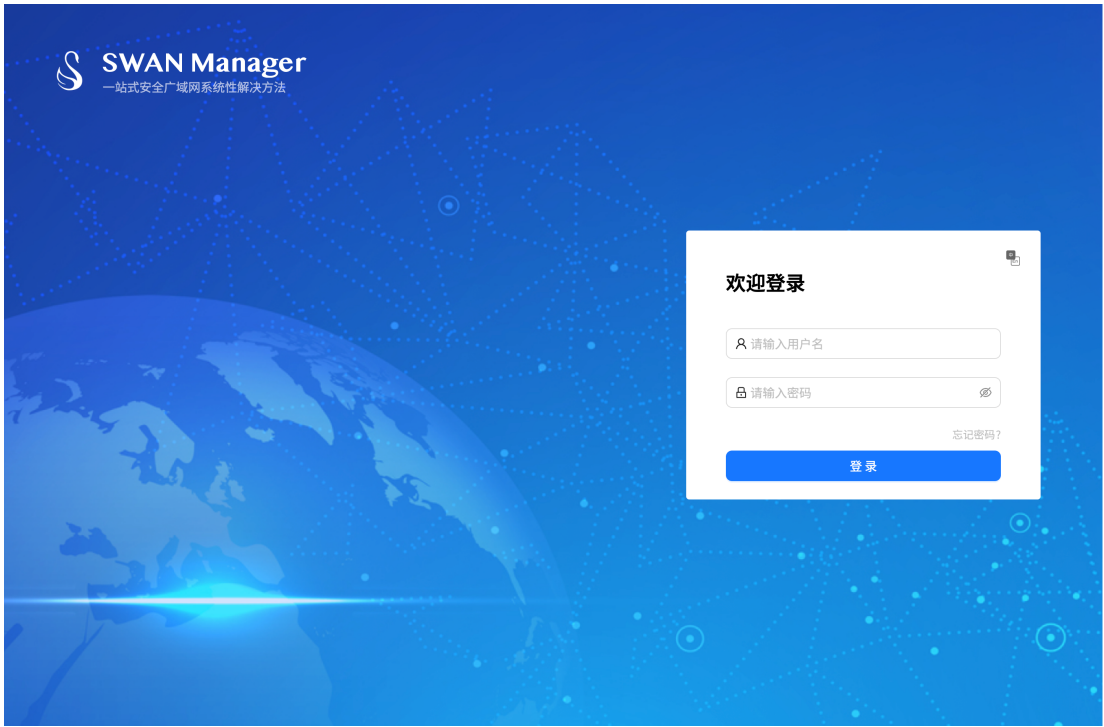 SWAN Manager
一站式安全广域网系统性解决方法
欢迎登录
请输入用户名
请输入密码
忘记密码?
登 录